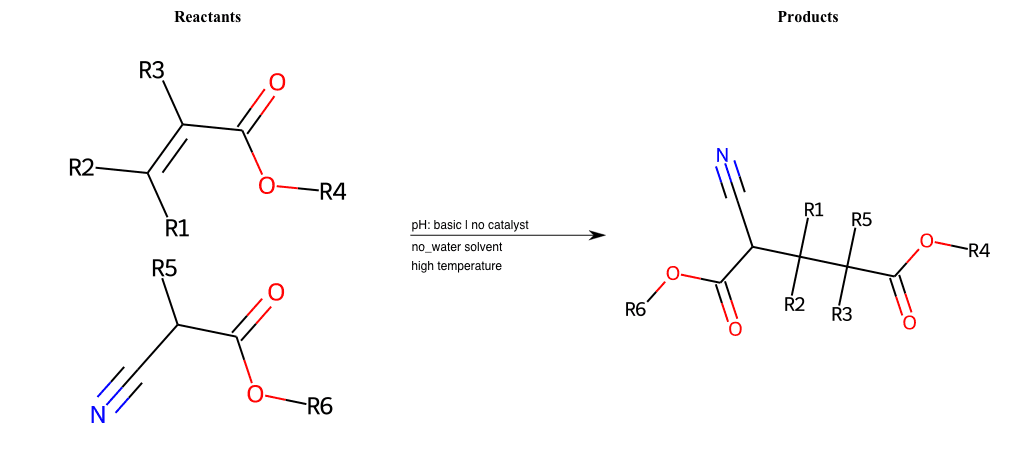 Reactants
Products
R3
O
R2
O
R4
R1
R5
O
N
O
R6
pH: basic | no catalyst
no_water solvent
high temperature
N
R1
R5
O
R4
O
R6
R2
R3
O
O